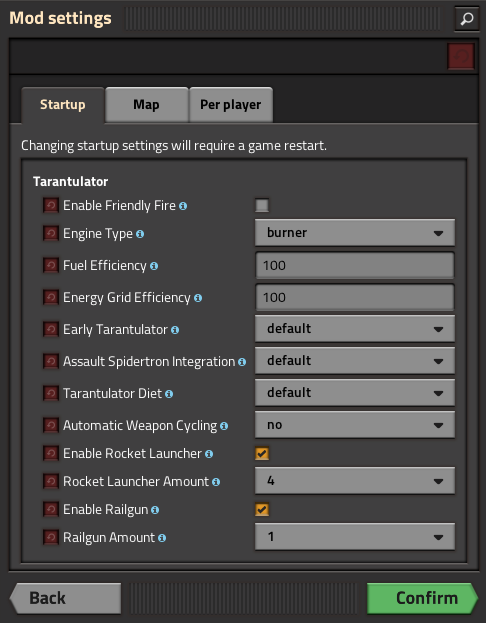 Mod settings
Startup Map Per player
Changing startup settings will require a game restart.
Tarantulator
Enable Friendly Fire
Engine Type burner
Fuel Efficiency 100
Energy Grid Efficiency 100
Early Tarantulator default
Assault Spidertron Integration default
Tarantulator Diet default
Automatic Weapon Cycling no
Enable Rocket Launcher
Rocket Launcher Amount 4
Enable Railgun
Railgun Amount 1
Back Confirm